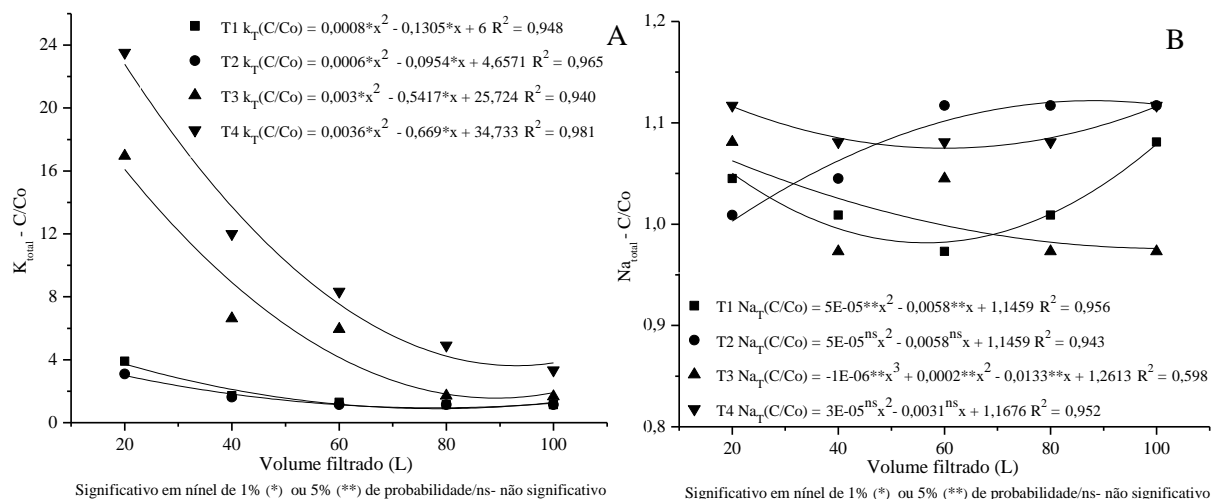 A
T1 k_T(C/Co) = 0,0008*x² - 0,1305*x + 6 R² = 0,948
T2 k_T(C/Co) = 0,0006*x² - 0,0954*x + 4,6571 R² = 0,965
T3 k_T(C/Co) = 0,003*x² - 0,5417*x + 25,724 R² = 0,940
T4 k_T(C/Co) = 0,0036*x² - 0,669*x + 34,733 R² = 0,981
K_total - C/Co
24
20
16
12
8
4
0
20 40 60 80 100
Volume filtrado (L)
Significativo em nínel de 1% (*) ou 5% (**) de probabilidade/ns- não significativo
B
Na_total - C/Co
1,2
1,1
1,0
0,9
0,8
T1 Na_T(C/Co) = 5E-05**x² - 0,0058**x + 1,1459 R² = 0,956
T2 Na_T(C/Co) = 5E-05^ns x² - 0,0058^ns x + 1,1459 R² = 0,943
T3 Na_T(C/Co) = -1E-06**x³ + 0,0002**x² - 0,0133**x + 1,2613 R² = 0,598
T4 Na_T(C/Co) = 3E-05^ns x² - 0,0031^ns x + 1,1676 R² = 0,952
20 40 60 80 100
Volume filtrado (L)
Significativo em nínel de 1% (*) ou 5% (**) de probabilidade/ns- não significativo